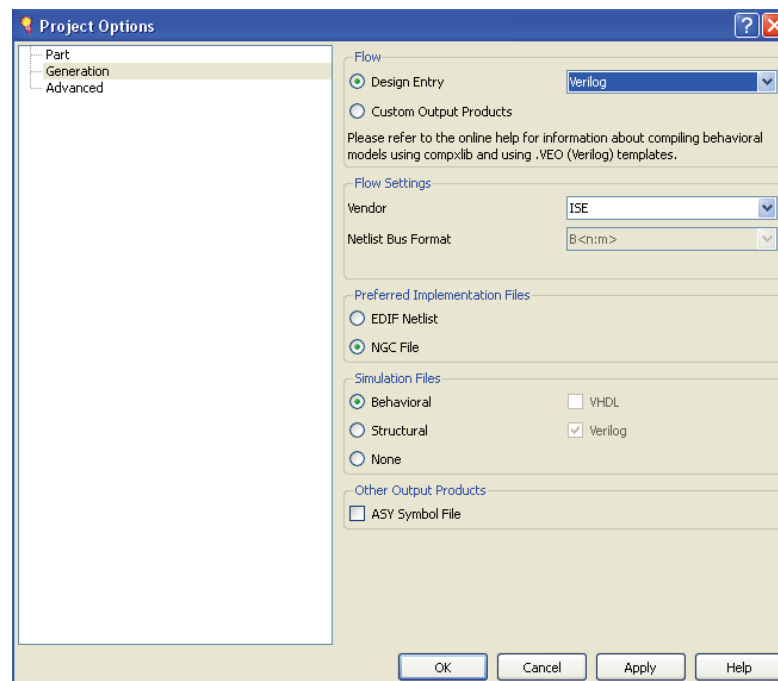 Project Options
Part
Generation
Advanced
Flow
Design Entry
Verilog
Custom Output Products
Please refer to the online help for information about compiling behavioral
models using compxlib and using .VEO (Verilog) templates.
Flow Settings
Vendor
ISE
Netlist Bus Format
B<n:m>
Preferred Implementation Files
EDIF Netlist
NGC File
Simulation Files
Behavioral
VHDL
Structural
Verilog
None
Other Output Products
ASY Symbol File
OK
Cancel
Apply
Help